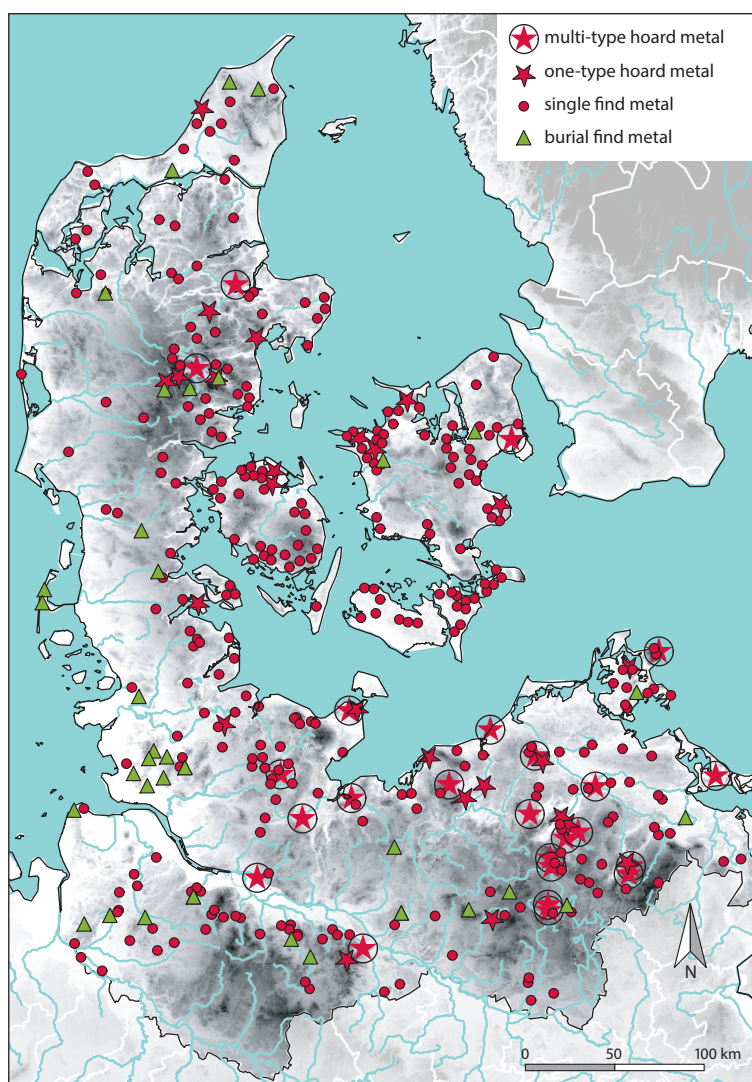 multi-type hoard metal
one-type hoard metal
single find metal
burial find metal
N
0 50 100 km